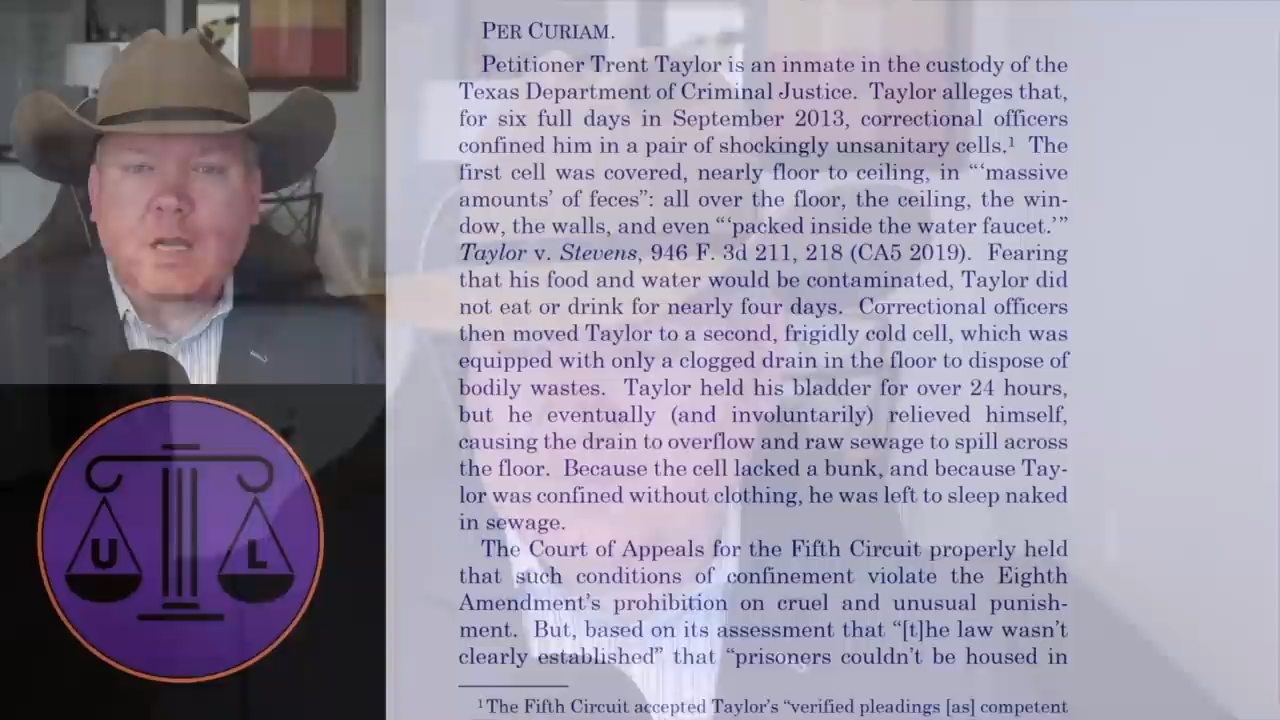 PER CURIAM.
Petitioner Trent Taylor is an inmate in the custody of the
Texas Department of Criminal Justice. Taylor alleges that,
for six full days in September 2013, correctional officers
confined him in a pair of shockingly unsanitary cells.¹ The
first cell was covered, nearly floor to ceiling, in “‘massive
amounts’ of feces”: all over the floor, the ceiling, the win-
dow, the walls, and even “‘packed inside the water faucet.’”
Taylor v. Stevens, 946 F. 3d 211, 218 (CA5 2019). Fearing
that his food and water would be contaminated, Taylor did
not eat or drink for nearly four days. Correctional officers
then moved Taylor to a second, frigidly cold cell, which was
equipped with only a clogged drain in the floor to dispose of
bodily wastes. Taylor held his bladder for over 24 hours,
but he eventually (and involuntarily) relieved himself,
causing the drain to overflow and raw sewage to spill across
the floor. Because the cell lacked a bunk, and because Tay-
lor was confined without clothing, he was left to sleep naked
in sewage.
The Court of Appeals for the Fifth Circuit properly held
that such conditions of confinement violate the Eighth
Amendment’s prohibition on cruel and unusual punish-
ment. But, based on its assessment that “[t]he law wasn’t
clearly established” that “prisoners couldn’t be housed in
¹The Fifth Circuit accepted Taylor’s “verified pleadings [as] competent
U L